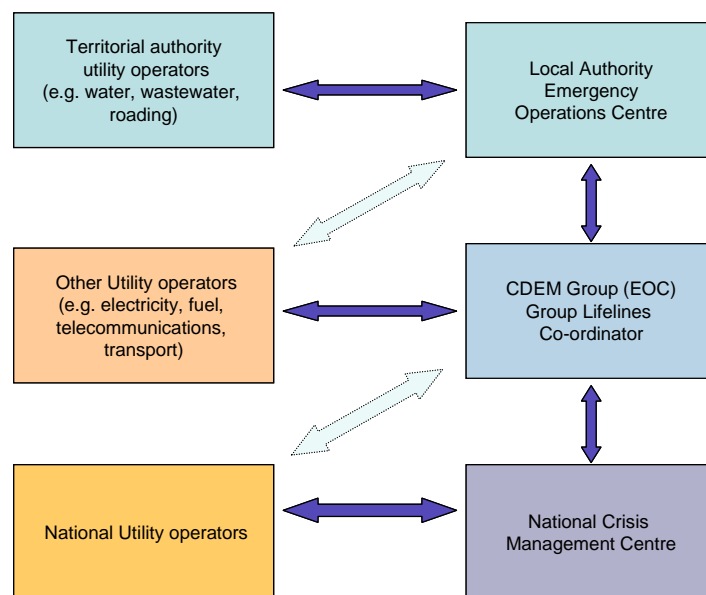 Territorial authority
utility operators
(e.g. water, wastewater,
roading)
Local Authority
Emergency
Operations Centre
Other Utility operators
(e.g. electricity, fuel,
telecommunications,
transport)
CDEM Group (EOC)
Group Lifelines
Co-ordinator
National Utility operators
National Crisis
Management Centre